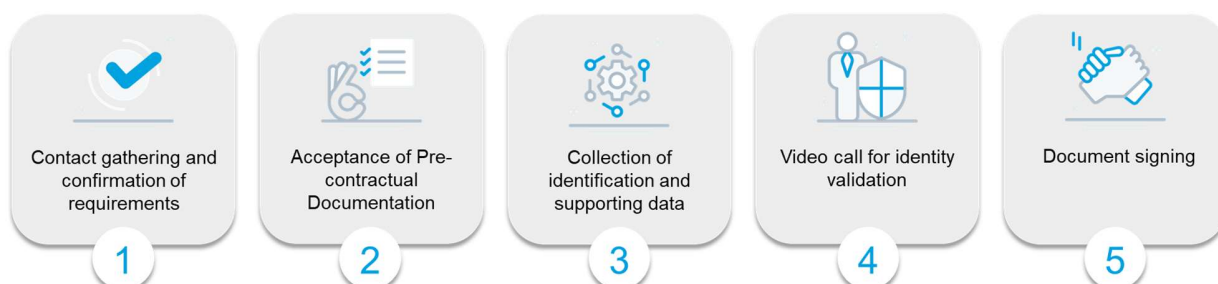 Contact gathering and
confirmation of
requirements
1
Acceptance of Pre-
contractual
Documentation
2
Collection of
identification and
supporting data
3
Video call for identity
validation
4
Document signing
5